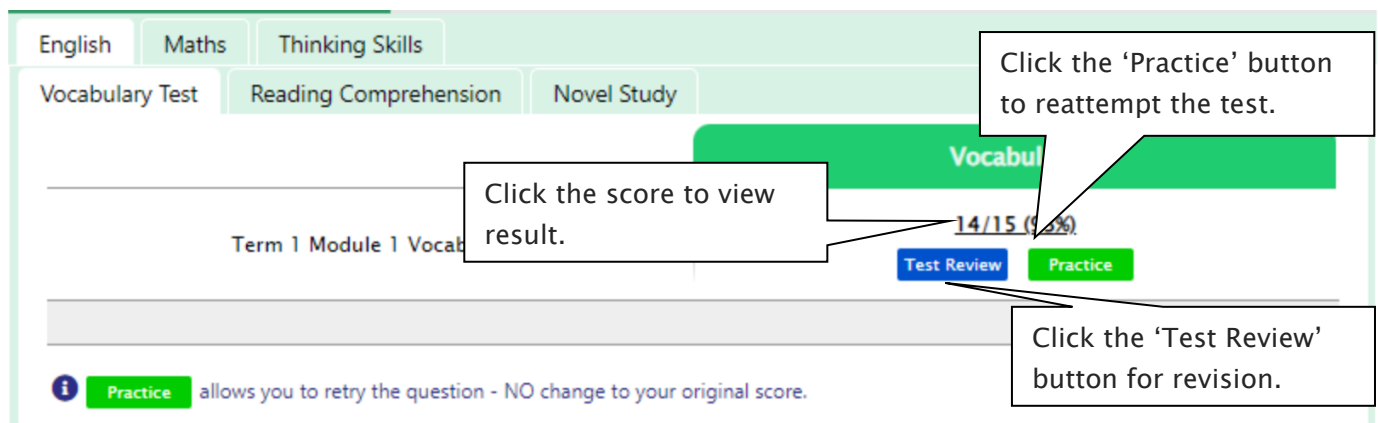 English Maths Thinking Skills
Click the ‘Practice’ button
to reattempt the test.
Vocabulary Test Reading Comprehension Novel Study
Click the score to view
result.
Term 1 Module 1
14/15
Test Review Practice
Click the ‘Test Review’
button for revision.
Practice allows you to retry the question - NO change to your original score.